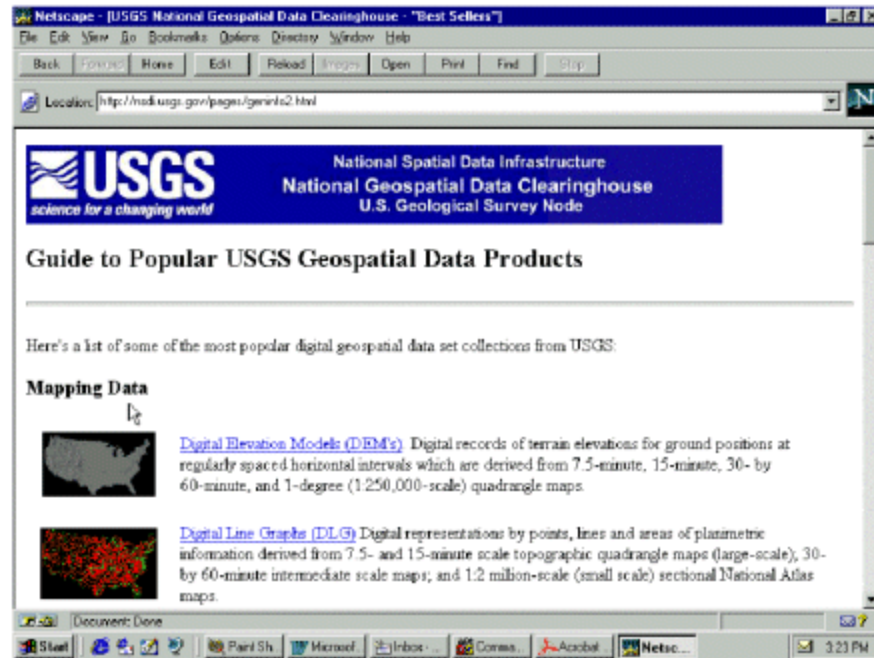 Netscape - [USGS National Geospatial Data Clearinghouse - "Best Sellers"]
File Edit View Go Bookmarks Options Directory Window Help
Back Forward Home Edit Reload Images Open Print Find Stop
Location: http://nsdi.usgs.gov/pages/geninfo2.html
N
USGS
science for a changing world
National Spatial Data Infrastructure
National Geospatial Data Clearinghouse
U.S. Geological Survey Node
Guide to Popular USGS Geospatial Data Products
Here's a list of some of the most popular digital geospatial data set collections from USGS:
Mapping Data
Digital Elevation Models (DEM's) Digital records of terrain elevations for ground positions at
regularly spaced horizontal intervals which are derived from 7.5-minute, 15-minute, 30- by
60-minute, and 1-degree (1:250,000-scale) quadrangle maps.
Digital Line Graphs (DLG) Digital representations by points, lines and areas of planimetric
information derived from 7.5- and 15-minute scale topographic quadrangle maps (large-scale); 30-
by 60-minute intermediate scale maps; and 1:2 million-scale (small scale) sectional National Atlas
maps.
Document: Done
Start Paint Sh... Microsof... Inbox - ... Comma... Acrobat ... Netsc... 3:23 PM